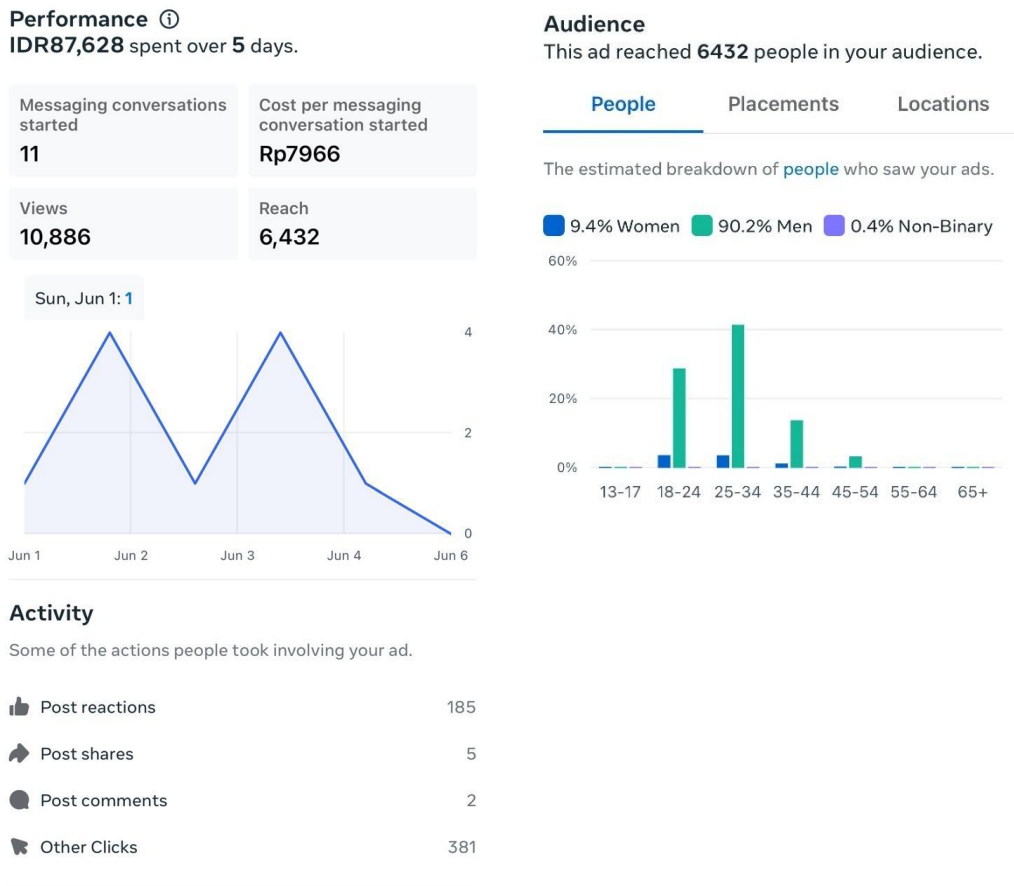 Performance
IDR87,628 spent over 5 days.
Messaging conversations
started
11
Cost per messaging
conversation started
Rp7966
Views
10,886
Reach
6,432
Sun, Jun 1: 1
4
2
0
Jun 1
Jun 2
Jun 3
Jun 4
Jun 6
Activity
Some of the actions people took involving your ad.
Post reactions 185
Post shares 5
Post comments 2
Other Clicks 381
Audience
This ad reached 6432 people in your audience.
People
Placements
Locations
The estimated breakdown of people who saw your ads.
9.4% Women
90.2% Men
0.4% Non-Binary
60%
40%
20%
0%
13-17
18-24
25-34
35-44
45-54
55-64
65+